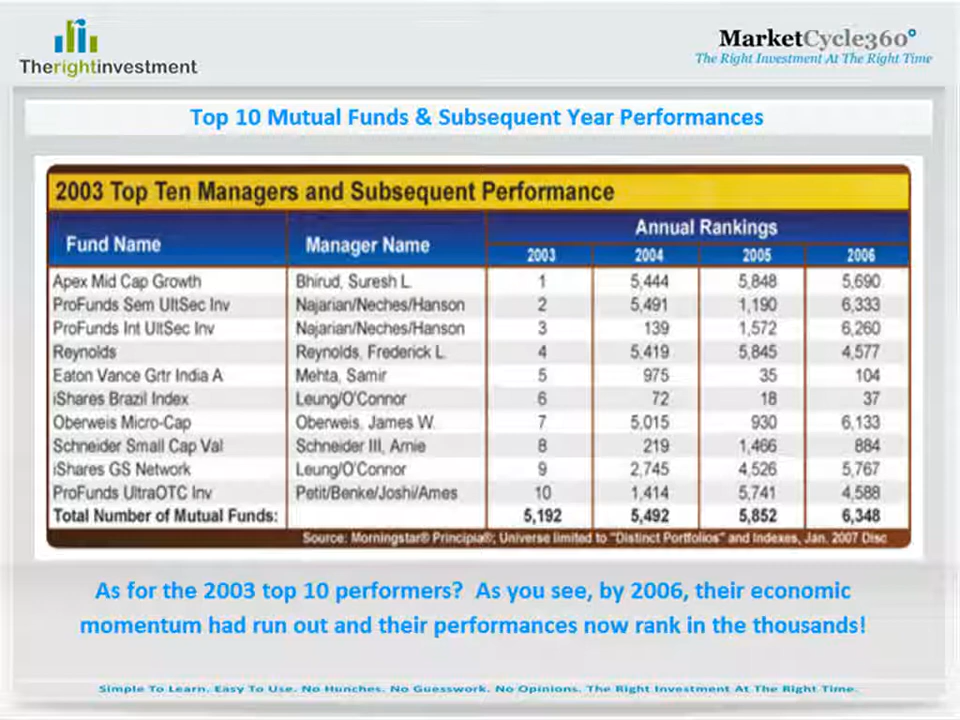 Therightinvestment
MarketCycle360°
The Right Investment At The Right Time
Top 10 Mutual Funds & Subsequent Year Performances
2003 Top Ten Managers and Subsequent Performance
Fund Name Manager Name Annual Rankings
2003 2004 2005 2006
Apex Mid Cap Growth Bhirud, Suresh L. 1 5,444 5,848 5,690
ProFunds Sem UltSec Inv Najarian/Neches/Hanson 2 5,491 1,190 6,333
ProFunds Int UltSec Inv Najarian/Neches/Hanson 3 139 1,572 6,260
Reynolds Reynolds, Frederick L. 4 5,419 5,845 4,577
Eaton Vance Grtr India A Mehta, Samir 5 975 35 104
iShares Brazil Index Leung/O'Connor 6 72 18 37
Oberweis Micro-Cap Oberweis, James W. 7 5,015 930 6,133
Schneider Small Cap Val Schneider III, Arnie 8 219 1,466 884
iShares GS Network Leung/O'Connor 9 2,745 4,526 5,767
ProFunds UltraOTC Inv Petit/Benke/Joshi/Ames 10 1,414 5,741 4,588
Total Number of Mutual Funds: 5,192 5,492 5,852 6,348
Source: Morningstar® Principia®; Universe limited to "Distinct Portfolios" and Indexes, Jan. 2007 Disc
As for the 2003 top 10 performers? As you see, by 2006, their economic
momentum had run out and their performances now rank in the thousands!
Simple To Learn. Easy To Use. No Hunches. No Guesswork. No Opinions. The Right Investment At The Right Time.